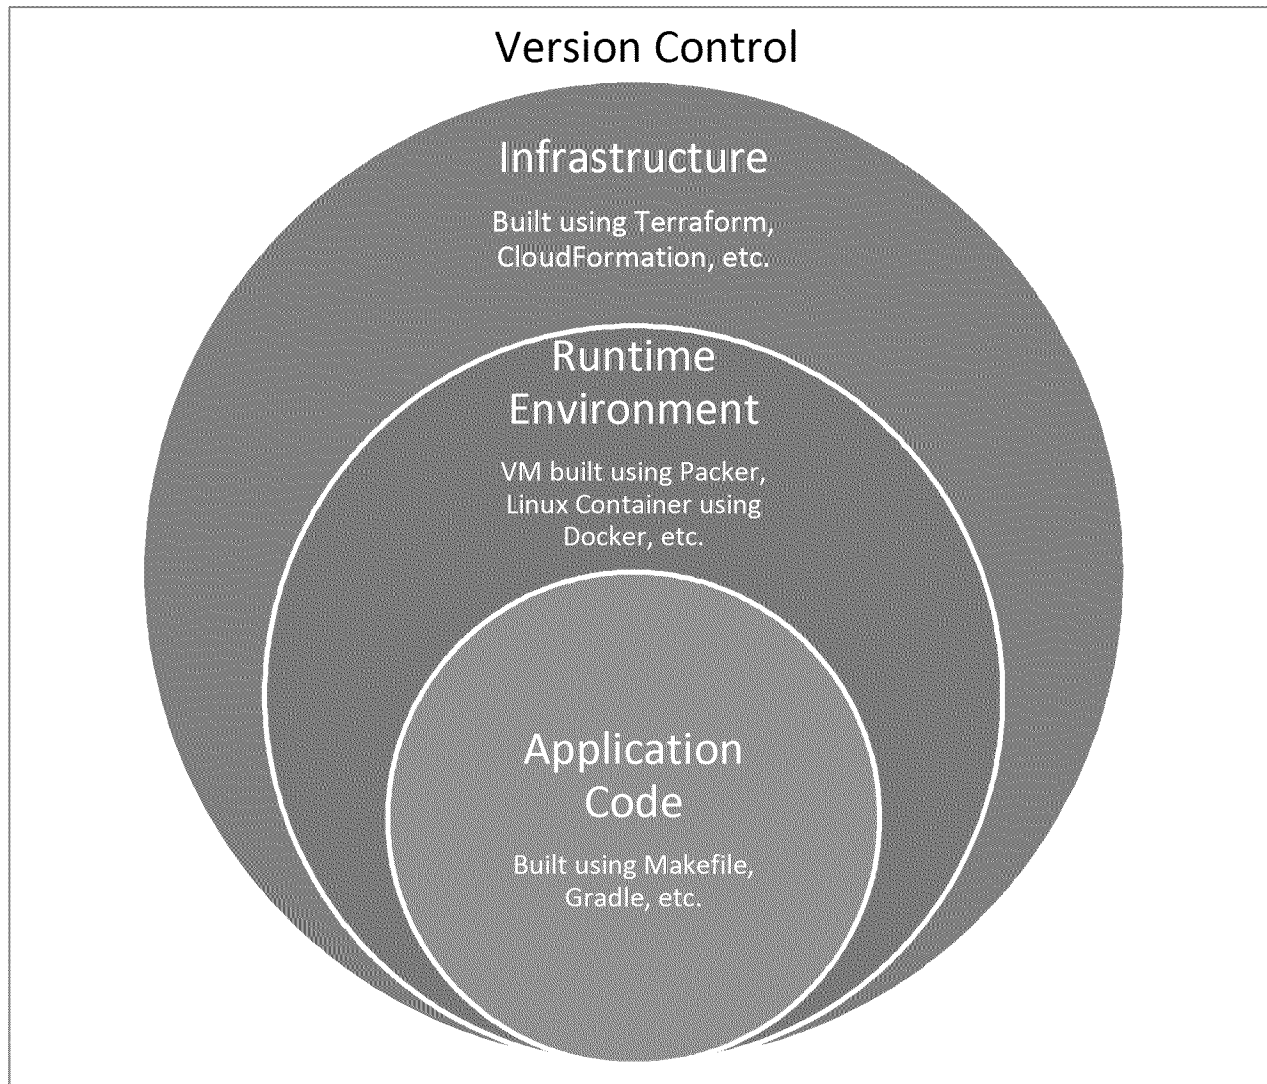 Version Control
Infrastructure
Built using Terraform,
CloudFormation, etc.
Runtime
Environment
VM built using Packer,
Linux Container using
Docker, etc.
Application
Code
Built using Makefile,
Gradle, etc.